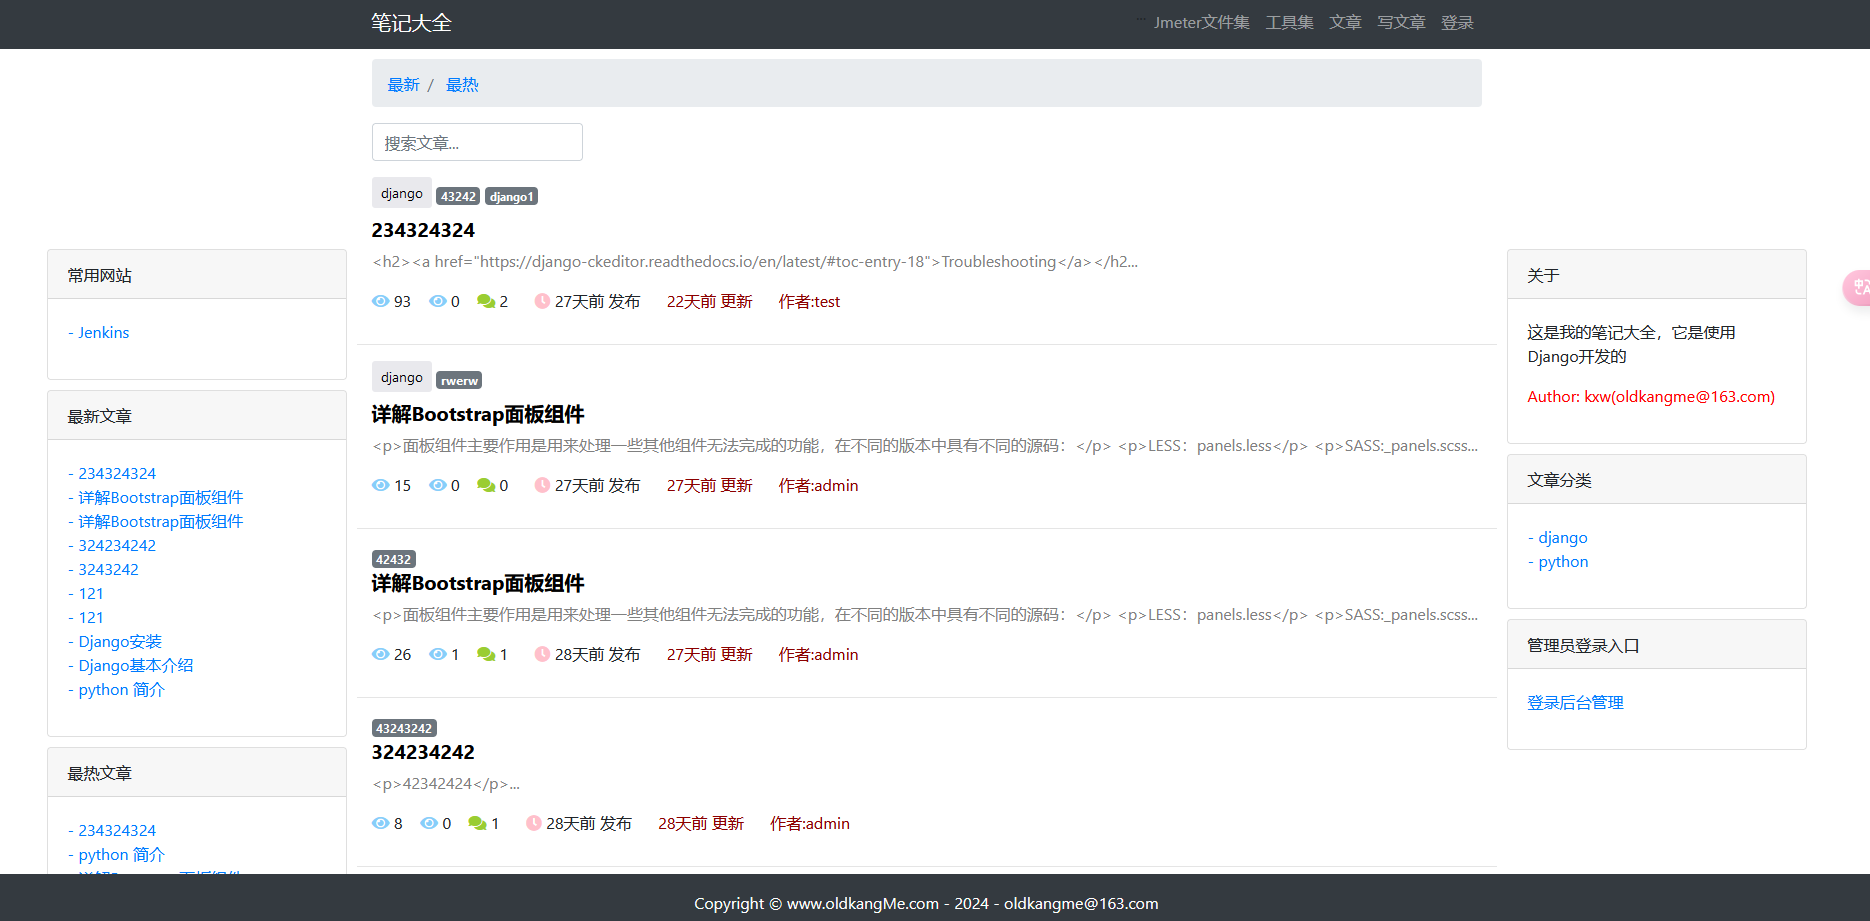 笔记大全
Jmeter文件集 工具集 文章 写文章 登录
最新 / 最热
搜索文章...
django 43242 django1
234324324
<h2><a href="https://django-ckeditor.readthedocs.io/en/latest/#toc-entry-18">Troubleshooting</a></h2...
93 0 2 27天前 发布 22天前 更新 作者:test
django rwerw
详解Bootstrap面板组件
<p>面板组件主要作用是用来处理一些其他组件无法完成的功能，在不同的版本中具有不同的源码：</p> <p>LESS：panels.less</p> <p>SASS:_panels.scss...
15 0 0 27天前 发布 27天前 更新 作者:admin
42432
详解Bootstrap面板组件
<p>面板组件主要作用是用来处理一些其他组件无法完成的功能，在不同的版本中具有不同的源码：</p> <p>LESS：panels.less</p> <p>SASS:_panels.scss...
26 1 1 28天前 发布 27天前 更新 作者:admin
43243242
324234242
<p>42342424</p>...
8 0 1 28天前 发布 28天前 更新 作者:admin
常用网站
- Jenkins
最新文章
- 234324324
- 详解Bootstrap面板组件
- 详解Bootstrap面板组件
- 324234242
- 3243242
- 121
- 121
- Django安装
- Django基本介绍
- python 简介
最热文章
- 234324324
- python 简介
关于
这是我的笔记大全，它是使用
Django开发的
Author: kxw(oldkangme@163.com)
文章分类
- django
- python
管理员登录入口
登录后台管理
Copyright © www.oldkangMe.com - 2024 - oldkangme@163.com